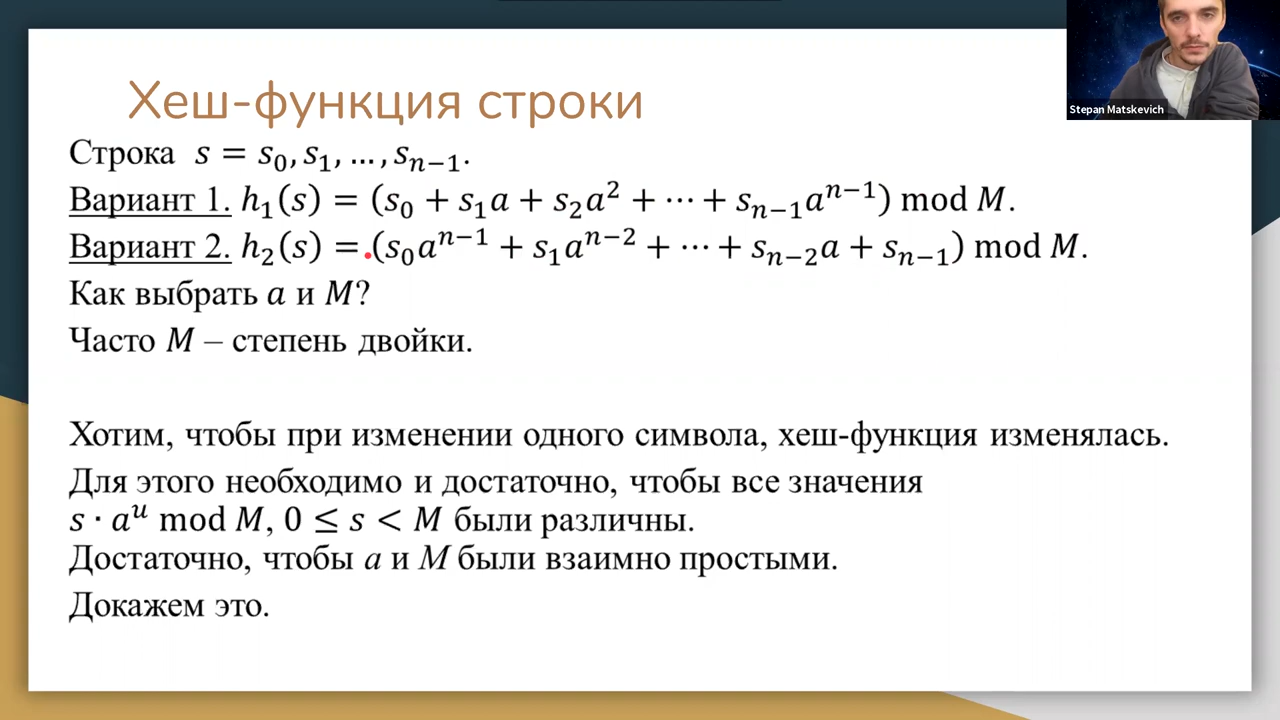 Stepan Matskevich
Хеш-функция строки
Строка s = s₀, s₁, … , sₙ₋₁.
Вариант 1. h₁(s) = (s₀ + s₁a + s₂a² + ⋯ + sₙ₋₁aⁿ⁻¹) mod M.
Вариант 2. h₂(s) = (s₀aⁿ⁻¹ + s₁aⁿ⁻² + ⋯ + sₙ₋₂a + sₙ₋₁) mod M.
Как выбрать a и M?
Часто M – степень двойки.
Хотим, чтобы при изменении одного символа, хеш-функция изменялась.
Для этого необходимо и достаточно, чтобы все значения
s · aᵘ mod M, 0 ≤ s < M были различны.
Достаточно, чтобы a и M были взаимно простыми.
Докажем это.